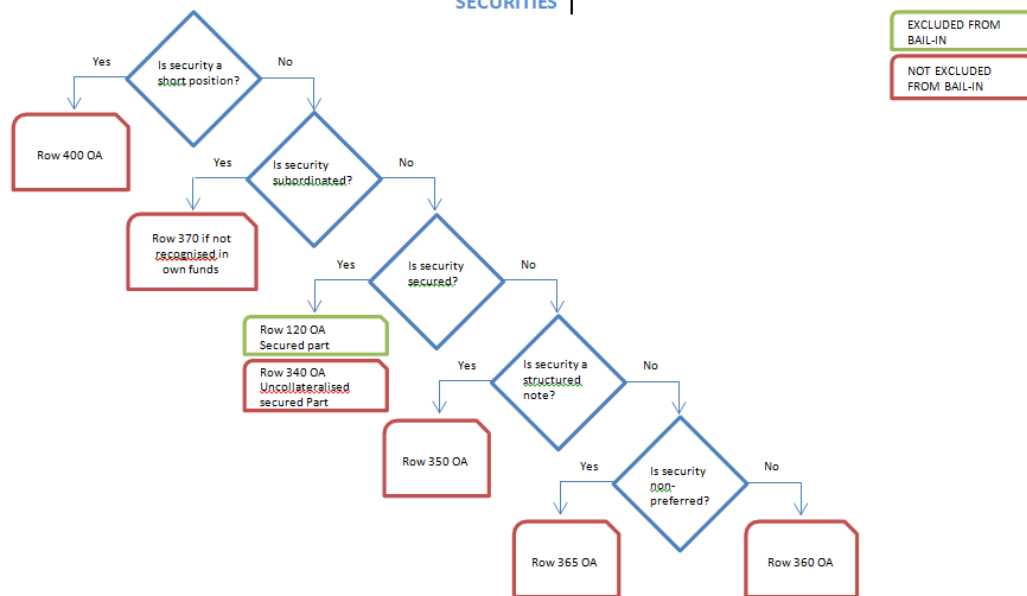 SECURITIES
EXCLUDED FROM
BAIL-IN
NOT EXCLUDED
FROM BAIL-IN
Yes
Is security a
short position?
No
Row 400 OA
Yes
Is security
subordinated?
No
Row 370 if not
recognised in
own funds
Yes
Is security
secured?
No
Row 120 OA
Secured part
Row 340 OA
Uncollateralised
secured Part
Yes
Is security a
structured
note?
No
Row 350 OA
Yes
Is security
non-
preferred?
No
Row 365 OA
Row 360 OA